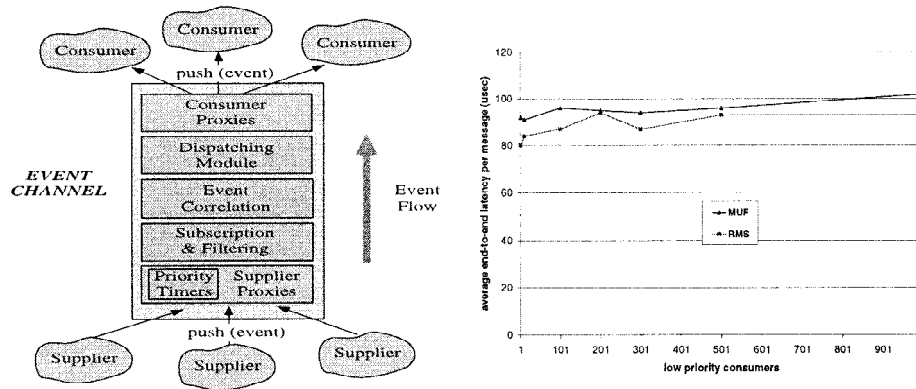 Consumer
Consumer
Consumer
push (event)
Consumer
Proxies
Dispatching
Module
EVENT
CHANNEL
Event
Correlation
Event
Flow
Subscription
& Filtering
Priority
Timers
Supplier
Proxies
push (event)
Supplier
Supplier
Supplier
average end-to-end latency per message (usec)
120
100
80
60
40
20
0
MUF
RMS
1 101 201 301 401 501 601 701 801 901
low priority consumers